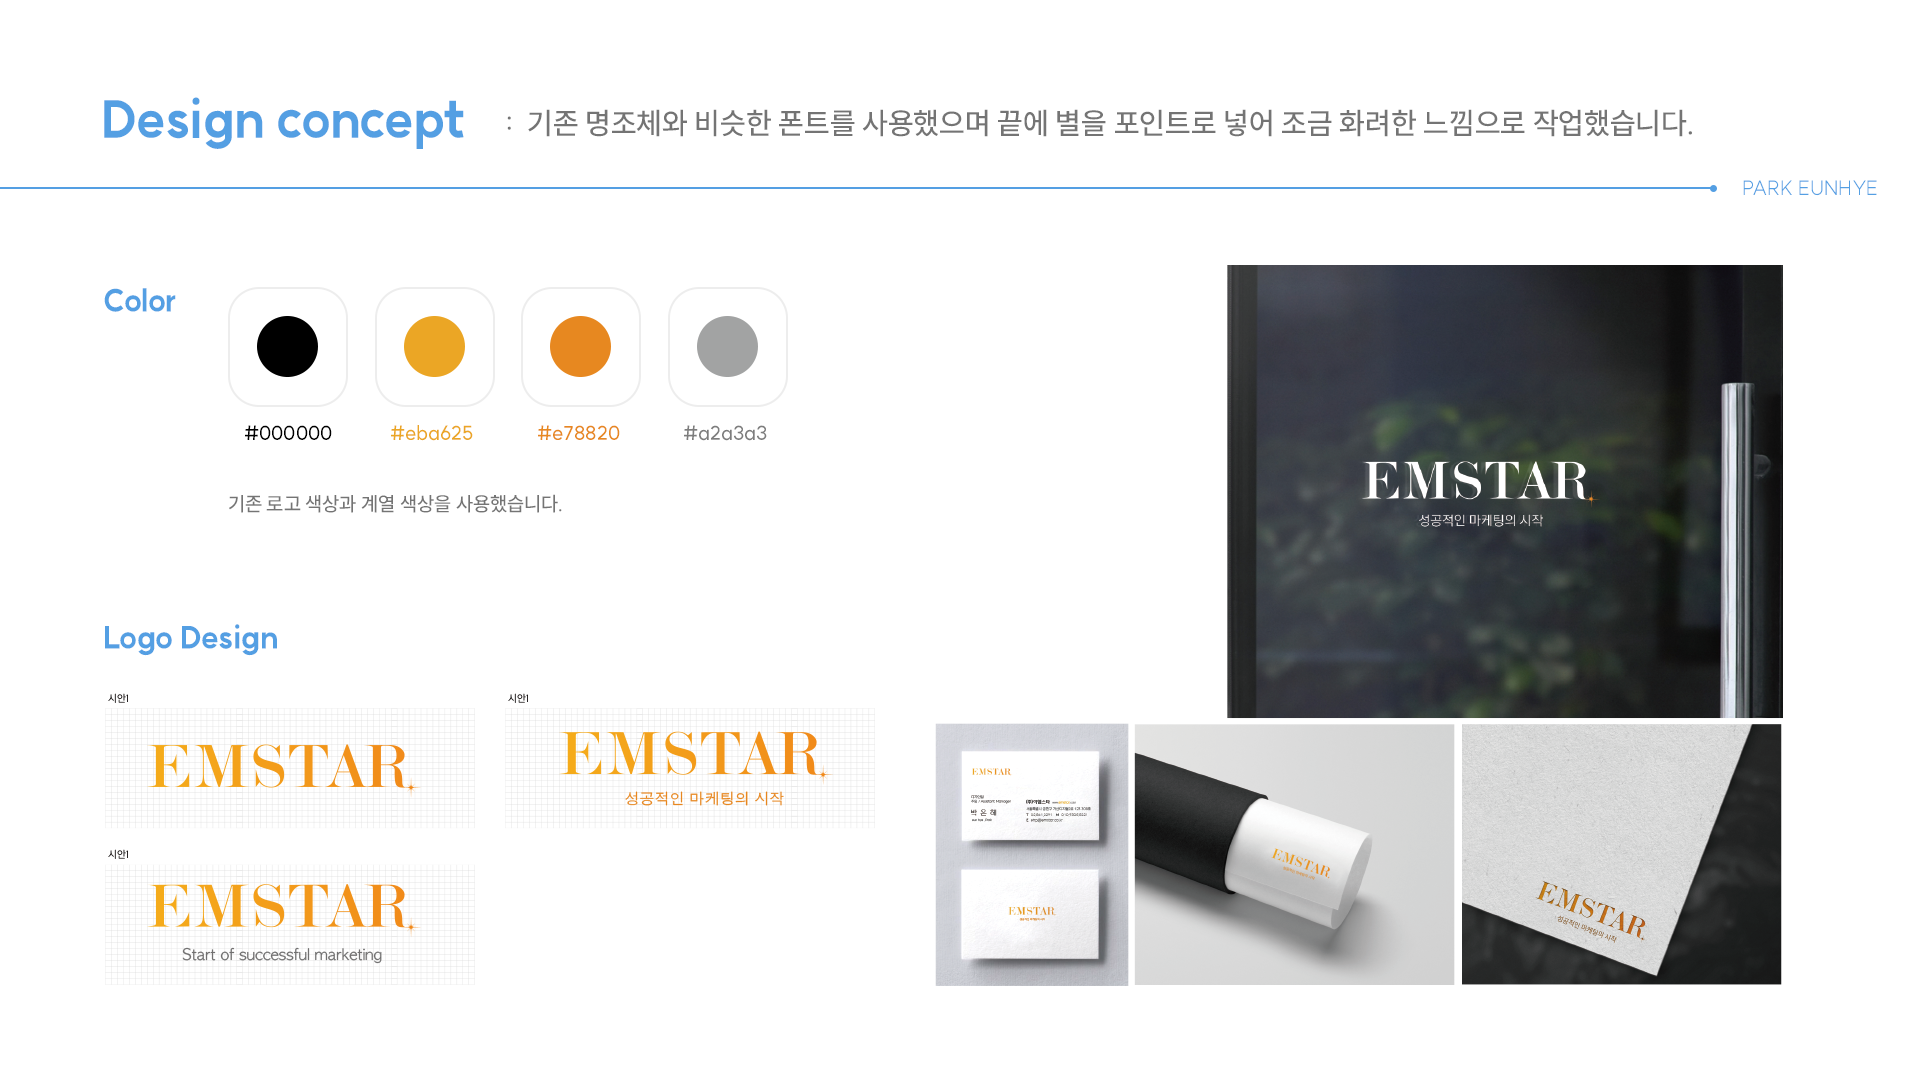 Design concept
: 기존 명조체와 비슷한 폰트를 사용했으며 끝에 별을 포인트로 넣어 조금 화려한 느낌으로 작업했습니다.
PARK EUNHYE
Color
#000000
#eba625
#e78820
#a2a3a3
기존 로고 색상과 계열 색상을 사용했습니다.
EMSTAR
성공적인 마케팅의 시작
Logo Design
시안1
EMSTAR
시안1
EMSTAR
성공적인 마케팅의 시작
시안1
EMSTAR
Start of successful marketing
EMSTAR
박 은 혜
EMSTAR
EMSTAR
EMSTAR
성공적인 마케팅의 시작